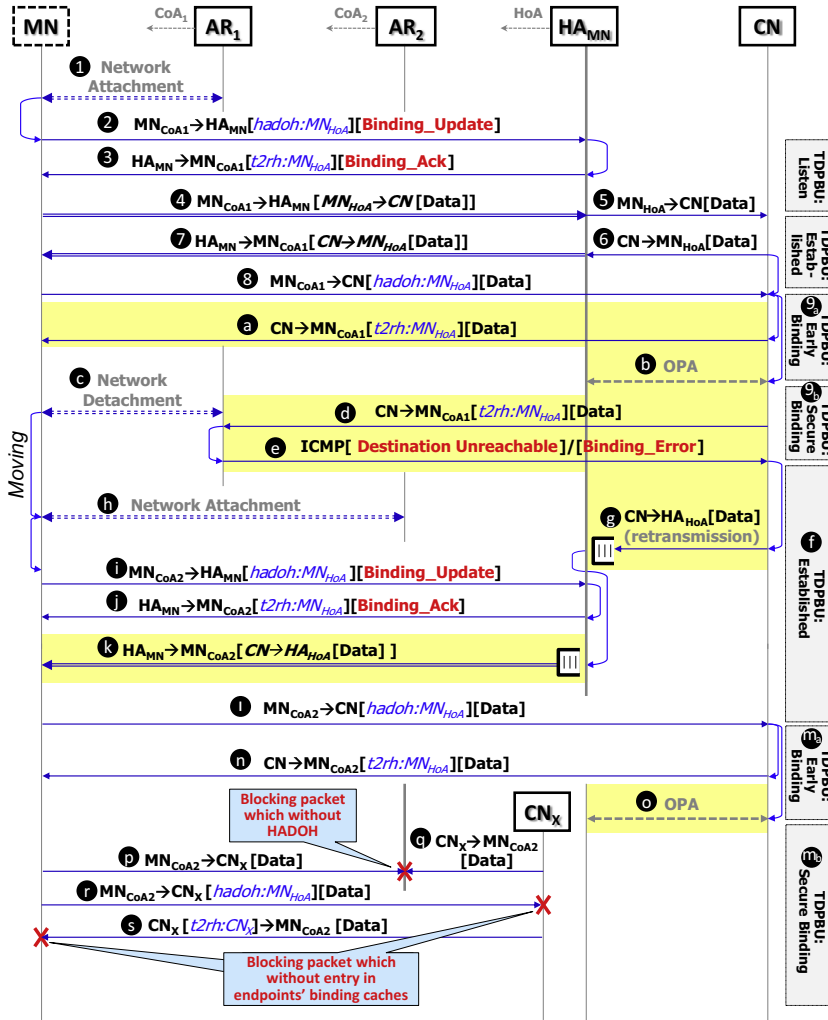 CoA1 CoA2 HoA
MN AR1 AR2 HAMN CN
1 Network
Attachment
2 MNCoA1→HAMN[hadoh:MNHoA][Binding_Update]
3 HAMN→MNCoA1[t2rh:MNHoA][Binding_Ack]
TDPBU:
Listen
4 MNCoA1→HAMN [MNHoA→CN [Data]]
5 MNHoA→CN[Data]
7 HAMN→MNCoA1[CN→MNHoA[Data]]
6 CN→MNHoA[Data]
TDPBU:
Estab-
lished
8 MNCoA1→CN[hadoh:MNHoA][Data]
a CN→MNCoA1[t2rh:MNHoA][Data]
9a TDPBU:
Early
Binding
b OPA
c Network
Detachment
9b TDPBU:
Secure
Binding
d CN→MNCoA1[t2rh:MNHoA][Data]
e ICMP[ Destination Unreachable]/[Binding_Error]
Moving
h Network Attachment
g CN→HAHoA[Data]
(retransmission)
f TDPBU:
Established
i MNCoA2→HAMN[hadoh:MNHoA][Binding_Update]
j HAMN→MNCoA2[t2rh:MNHoA][Binding_Ack]
k HAMN→MNCoA2[CN→HAHoA[Data] ]
l MNCoA2→CN[hadoh:MNHoA][Data]
n CN→MNCoA2[t2rh:MNHoA][Data]
ma TDPBU:
Early
Binding
o OPA
Blocking packet
which without
HADOH
CNX
p MNCoA2→CNX [Data]
q CNX→MNCoA2
[Data]
mb TDPBU:
Secure Binding
r MNCoA2→CNX [hadoh:MNHoA][Data]
s CNX [t2rh:CNX]→MNCoA2 [Data]
Blocking packet which
without entry in
endpoints' binding caches